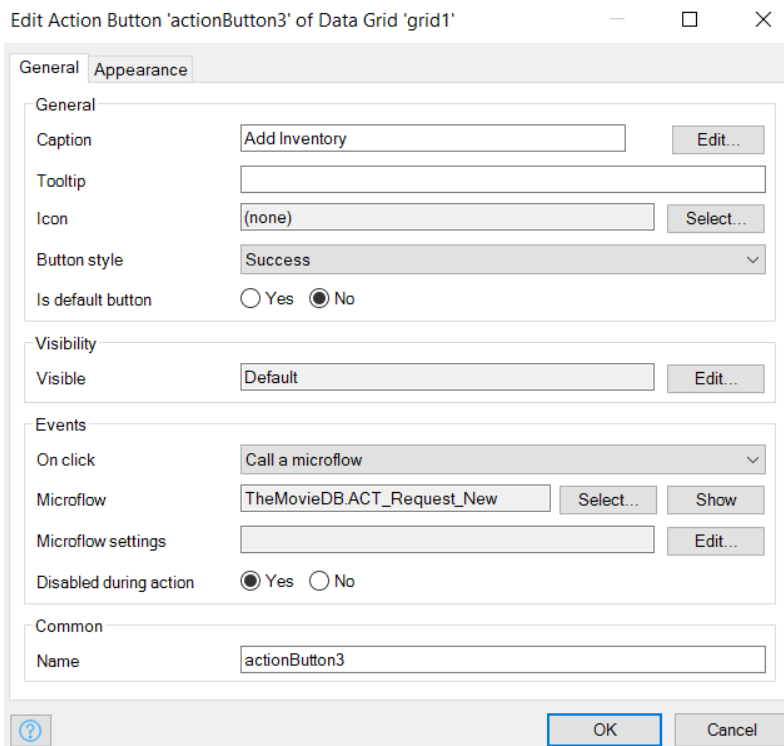 Edit Action Button 'actionButton3' of Data Grid 'grid1'
General Appearance
General
Caption Add Inventory Edit...
Tooltip
Icon (none) Select...
Button style Success
Is default button Yes No
Visibility
Visible Default Edit...
Events
On click Call a microflow
Microflow TheMovieDB.ACT_Request_New Select... Show
Microflow settings Edit...
Disabled during action Yes No
Common
Name actionButton3
? OK Cancel